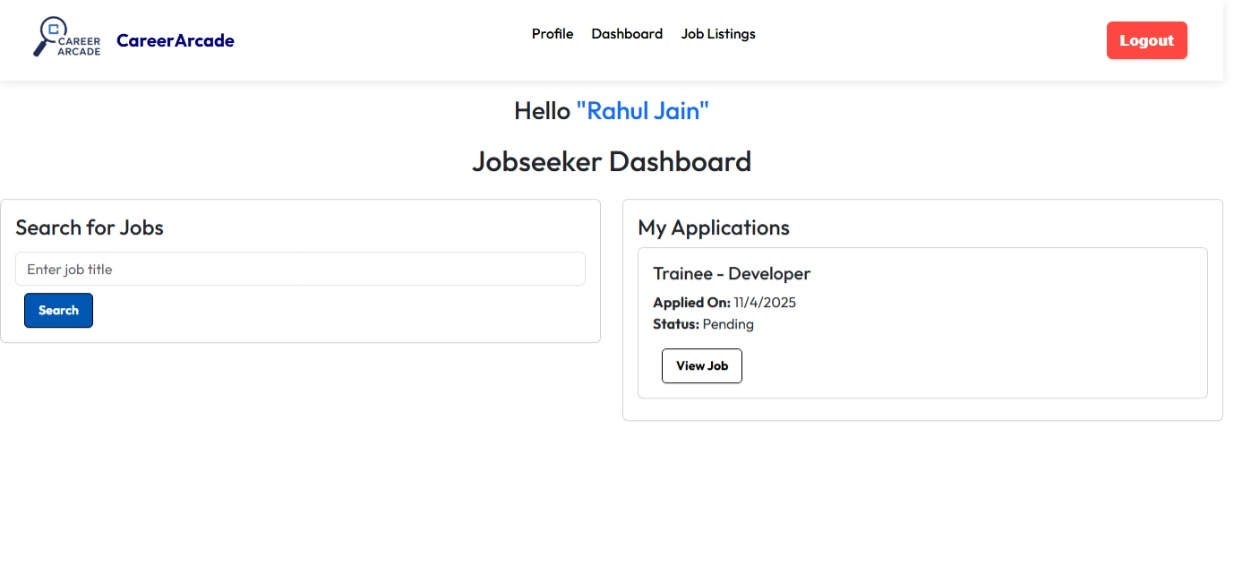 CAREER
ARCADE
CareerArcade
Profile Dashboard Job Listings
Logout
Hello "Rahul Jain"
Jobseeker Dashboard
Search for Jobs
Enter job title
Search
My Applications
Trainee - Developer
Applied On: 11/4/2025
Status: Pending
View Job